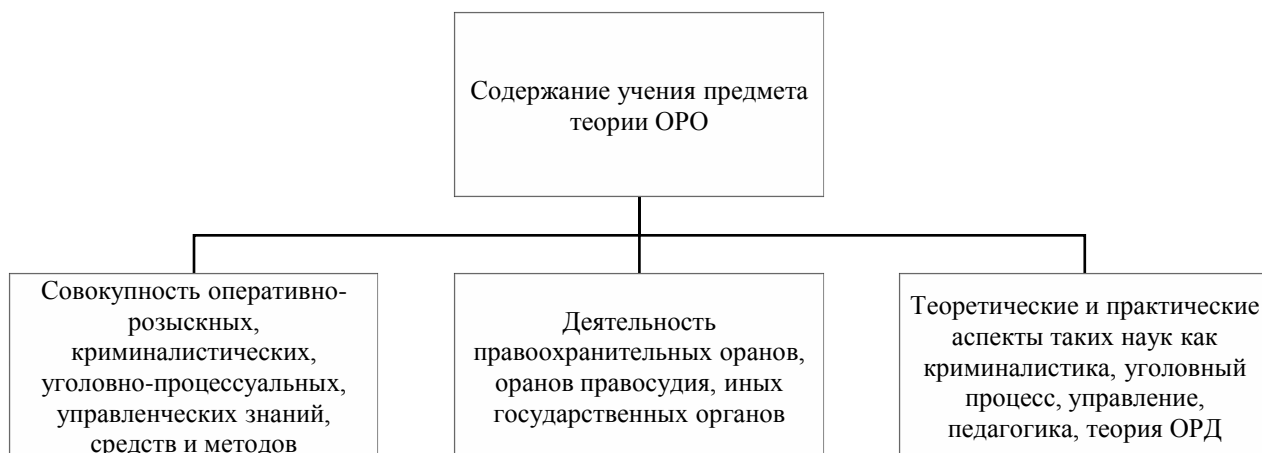 Содержание учения предмета
теории ОРО
Совокупность оперативно-
розыскных,
криминалистических,
уголовно-процессуальных,
управленческих знаний,
средств и методов
Деятельность
правоохранительных оранов,
оранов правосудия, иных
государственных органов
Теоретические и практические
аспекты таких наук как
криминалистика, уголовный
процесс, управление,
педагогика, теория ОРД